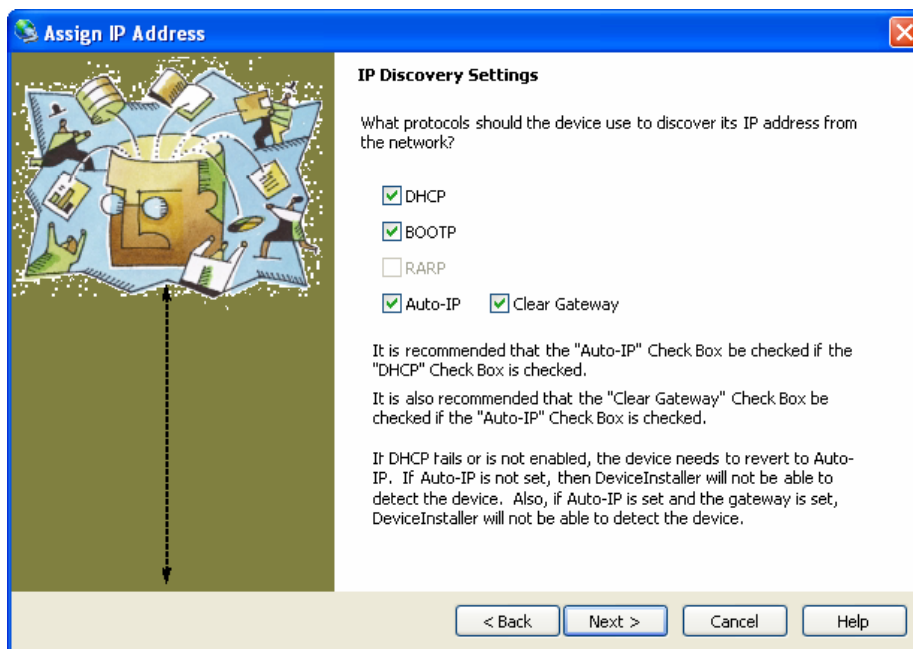 Assign IP Address
IP Discovery Settings
What protocols should the device use to discover its IP address from
the network?
DHCP
BOOTP
RARP
Auto-IP Clear Gateway
It is recommended that the "Auto-IP" Check Box be checked if the
"DHCP" Check Box is checked.
It is also recommended that the "Clear Gateway" Check Box be
checked if the "Auto-IP" Check Box is checked.
If DHCP fails or is not enabled, the device needs to revert to Auto-
IP. If Auto-IP is not set, then DeviceInstaller will not be able to
detect the device. Also, if Auto-IP is set and the gateway is set,
DeviceInstaller will not be able to detect the device.
< Back Next > Cancel Help